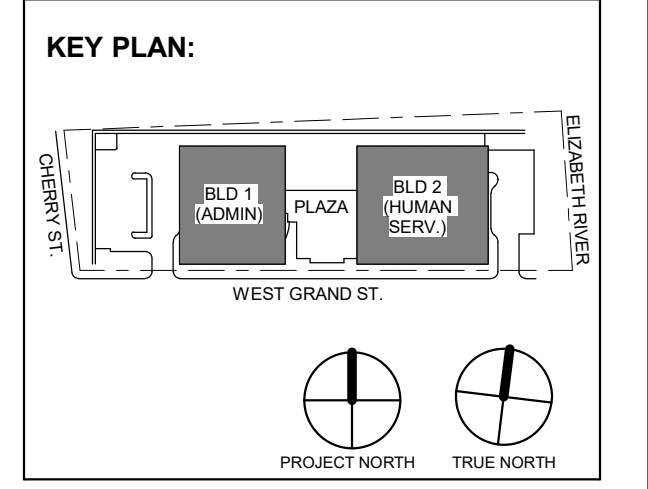 KEY PLAN:
CHERRY ST.
BLD 1
(ADMIN)
PLAZA
BLD 2
(HUMAN
SERV.)
ELIZABETH RIVER
WEST GRAND ST.
PROJECT NORTH
TRUE NORTH